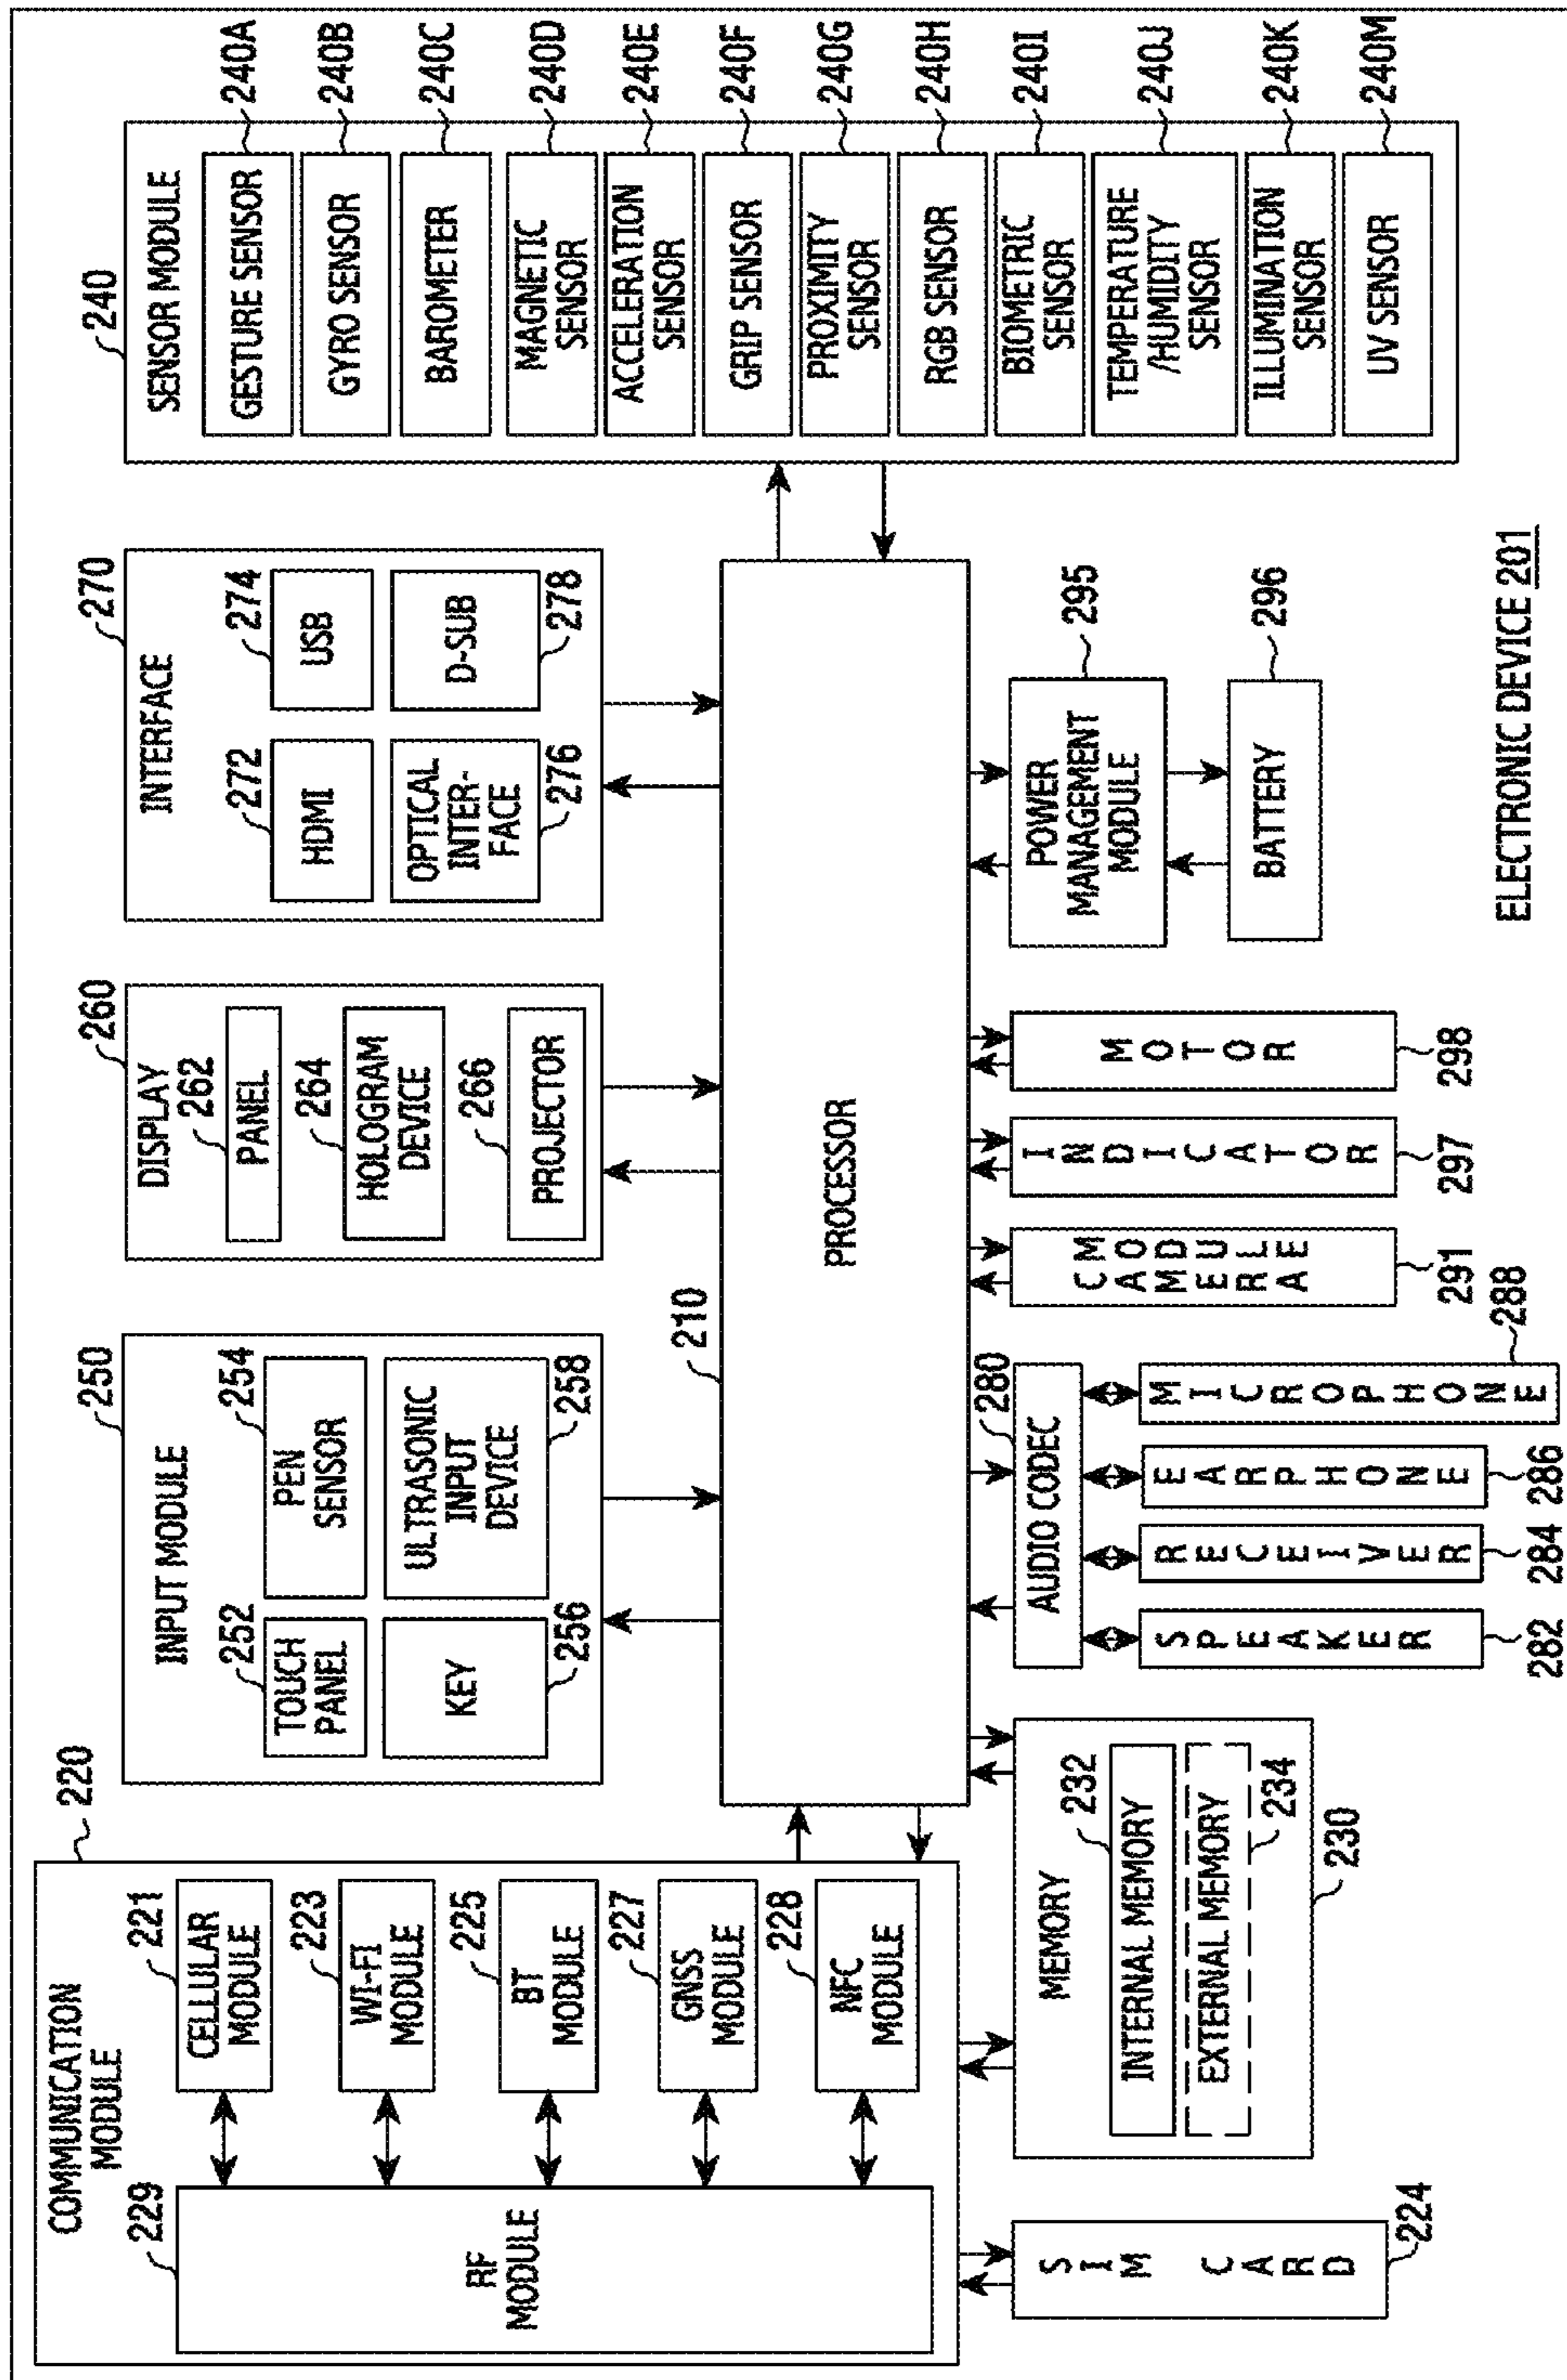 COMMUNICATION
MODULE
220
229
RF
MODULE
221
CELLULAR
MODULE
223
WI-FI
MODULE
225
BT
MODULE
227
GNSS
MODULE
228
NFC
MODULE
SIM CARD
224
INPUT MODULE
250
252
TOUCH
PANEL
254
PEN
SENSOR
KEY
256
ULTRASONIC
INPUT
DEVICE
258
DISPLAY
260
262
PANEL
264
HOLOGRAM
DEVICE
266
PROJECTOR
INTERFACE
270
272
HDMI
274
USB
OPTICAL
INTER-
FACE
276
D-SUB
278
240
SENSOR MODULE
GESTURE SENSOR
240A
GYRO SENSOR
240B
BAROMETER
240C
MAGNETIC
SENSOR
240D
ACCELERATION
SENSOR
240E
GRIP SENSOR
240F
PROXIMITY
SENSOR
240G
RGB SENSOR
240H
BIOMETRIC
SENSOR
240I
TEMPERATURE
/HUMIDITY
SENSOR
240J
ILLUMINATION
SENSOR
240K
UV SENSOR
240M
210
PROCESSOR
MEMORY
232
INTERNAL MEMORY
EXTERNAL MEMORY
234
230
280
AUDIO CODEC
SPEAKER
282
RECEIVER
284
EARPHONE
286
MICROPHONE
288
CAMERA
MODULE
291
INDICATOR
297
MOTOR
298
POWER
MANAGEMENT
MODULE
295
BATTERY
296
ELECTRONIC DEVICE 201